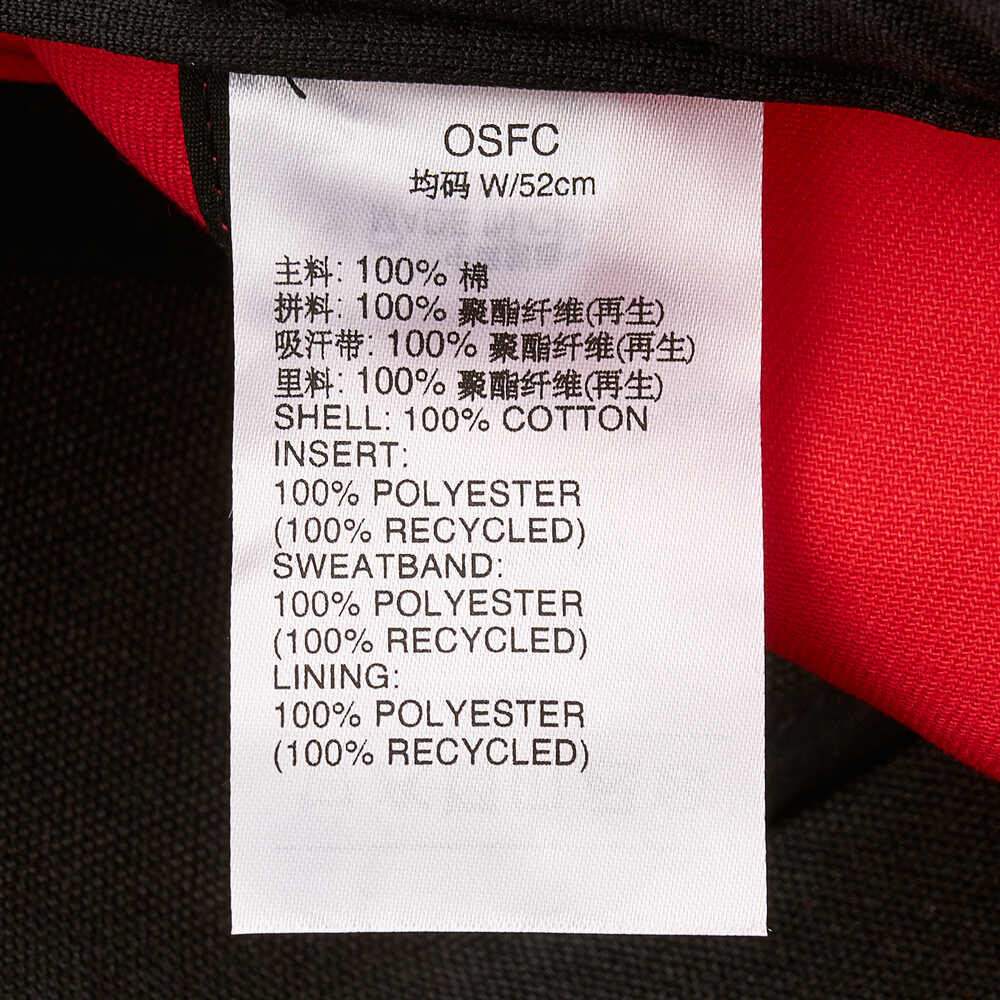 OSFC
均码 W/52cm
主料: 100% 棉
拼料: 100% 聚酯纤维(再生)
吸汗带: 100% 聚酯纤维(再生)
里料: 100% 聚酯纤维(再生)
SHELL: 100% COTTON
INSERT:
100% POLYESTER
(100% RECYCLED)
SWEATBAND:
100% POLYESTER
(100% RECYCLED)
LINING:
100% POLYESTER
(100% RECYCLED)